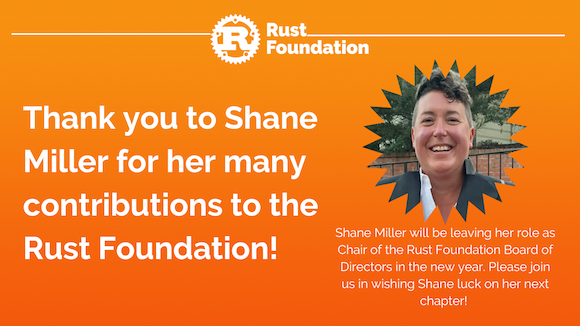 Rust
Foundation
Thank you to Shane
Miller for her many
contributions to the
Rust Foundation!
Shane Miller will be leaving her role as
Chair of the Rust Foundation Board of
Directors in the new year. Please join
us in wishing Shane luck on her next
chapter!